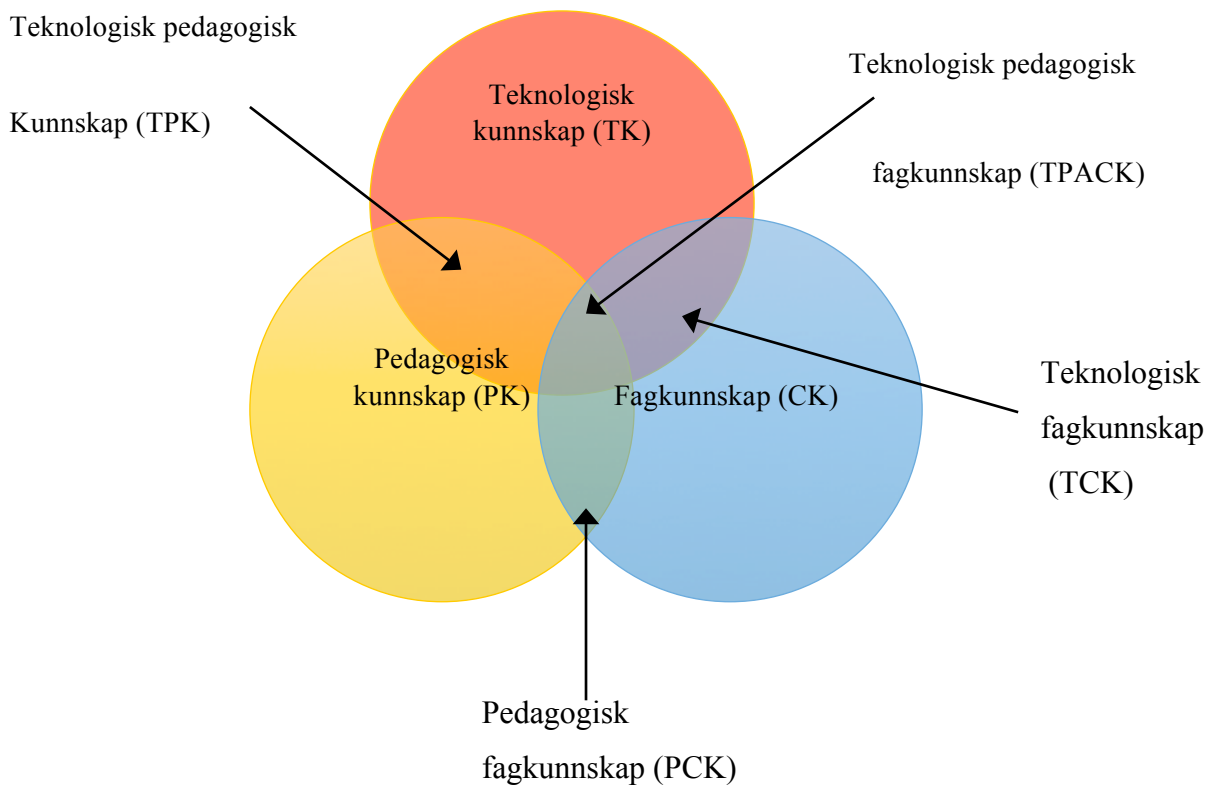 Teknologisk pedagogisk
Kunnskap (TPK)
Teknologisk
kunnskap (TK)
Teknologisk pedagogisk
fagkunnskap (TPACK)
Pedagogisk
kunnskap (PK)
Fagkunnskap (CK)
Teknologisk
fagkunnskap
(TCK)
Pedagogisk
fagkunnskap (PCK)